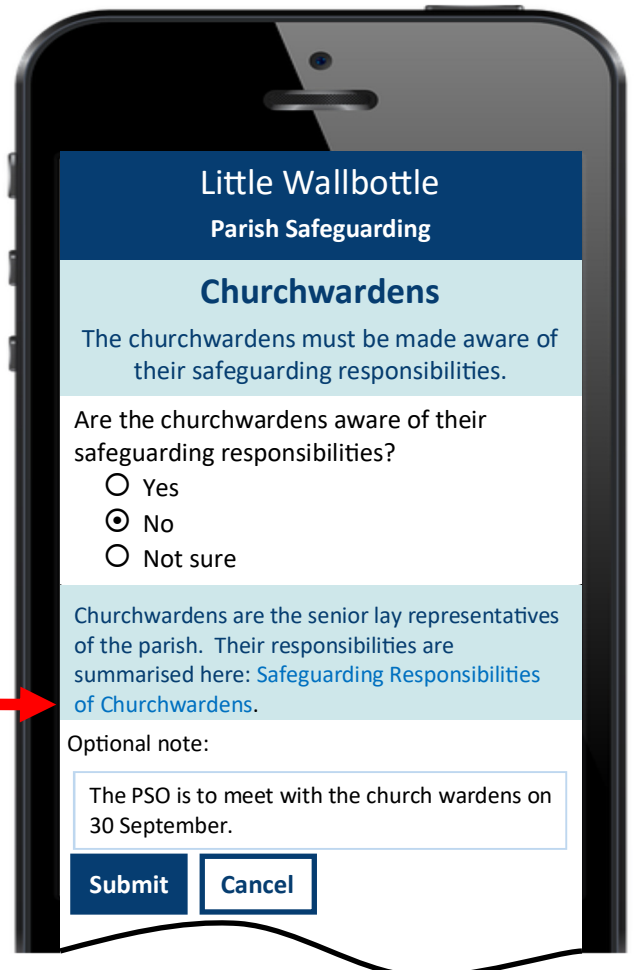 Little Wallbottle
Parish Safeguarding
Churchwardens
The churchwardens must be made aware of
their safeguarding responsibilities.
Are the churchwardens aware of their
safeguarding responsibilities?
Yes
No
Not sure
Churchwardens are the senior lay representatives
of the parish.  Their responsibilities are
summarised here: Safeguarding Responsibilities
of Churchwardens.
Optional note:
The PSO is to meet with the church wardens on
30 September.
Submit Cancel